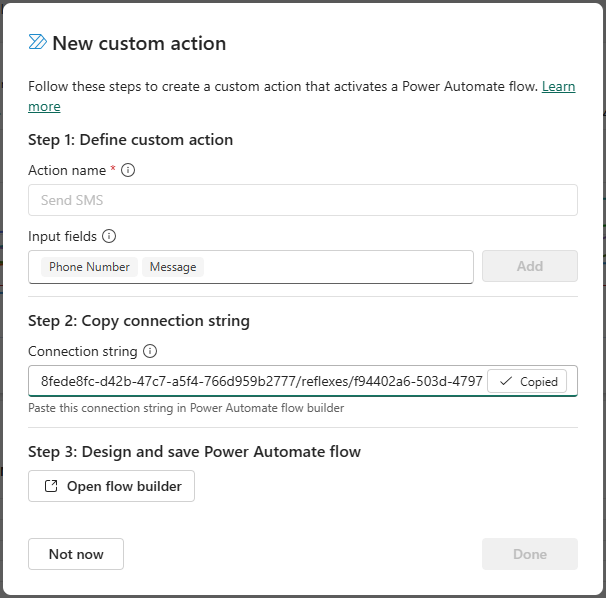 New custom action
Follow these steps to create a custom action that activates a Power Automate flow. Learn
more
Step 1: Define custom action
Action name *
Send SMS
Input fields
Phone Number Message
Add
Step 2: Copy connection string
Connection string
8fede8fc-d42b-47c7-a5f4-766d959b2777/reflexes/f94402a6-503d-4797
Copied
Paste this connection string in Power Automate flow builder
Step 3: Design and save Power Automate flow
Open flow builder
Not now
Done